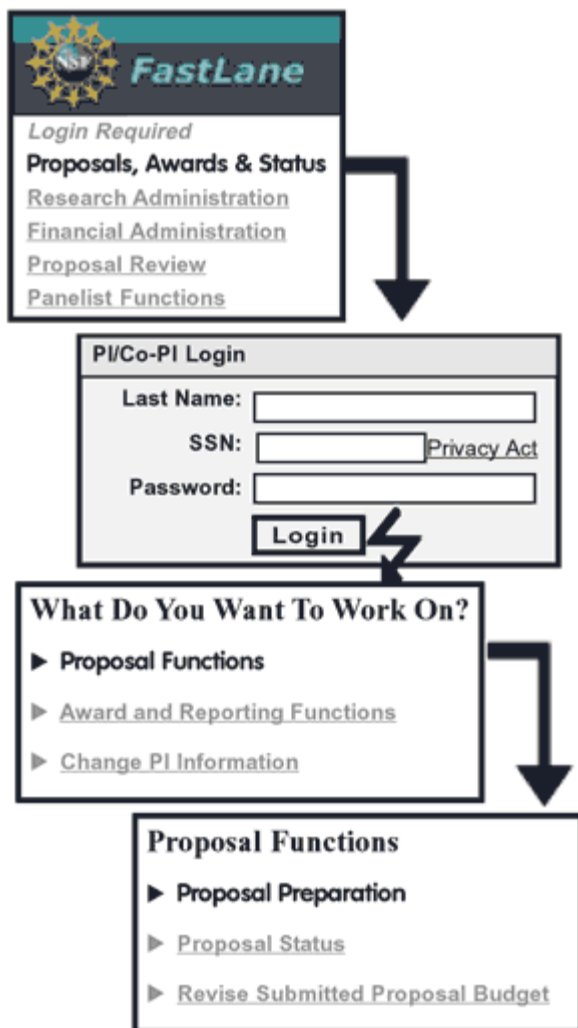 NSF
FastLane
Login Required
Proposals, Awards & Status
Research Administration
Financial Administration
Proposal Review
Panelist Functions
PI/Co-PI Login
Last Name:
SSN: Privacy Act
Password:
Login
What Do You Want To Work On?
Proposal Functions
Award and Reporting Functions
Change PI Information
Proposal Functions
Proposal Preparation
Proposal Status
Revise Submitted Proposal Budget